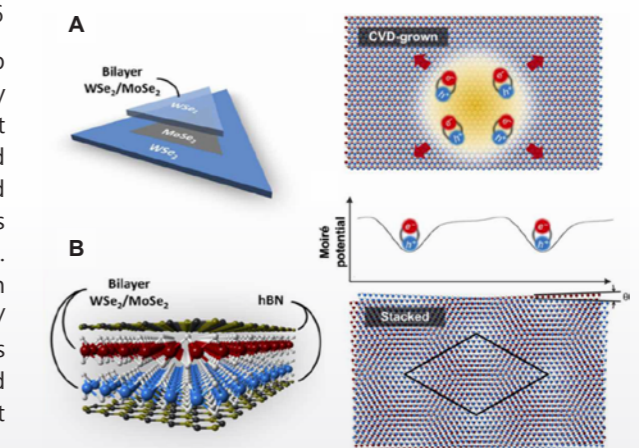 A
Bilayer
WSe₂/MoSe₂
WSe₂
MoSe₂
WSe₂
CVD-grown
e⁻
h⁺
e⁻
h⁺
e⁻
h⁺
e⁻
h⁺
Moiré
potential
e⁻
h⁺
e⁻
h⁺
B
Bilayer
WSe₂/MoSe₂
hBN
Stacked